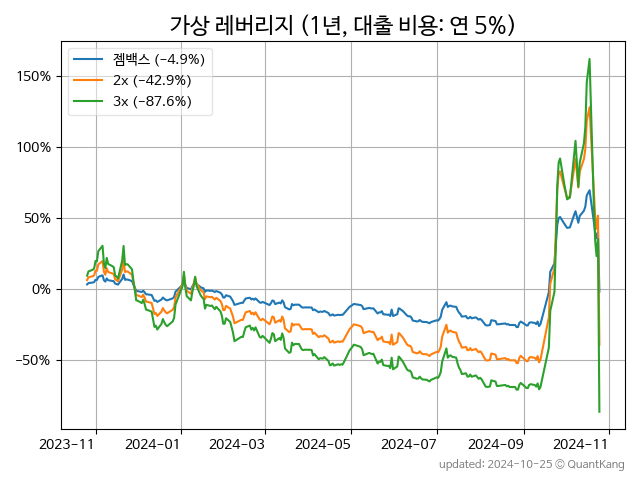 가상 레버리지 (1년, 대출 비용: 연 5%)
젬백스 (−4.9%)
2x (−42.9%)
3x (−87.6%)
150%
100%
50%
0%
−50%
2023-11 2024-01 2024-03 2024-05 2024-07 2024-09 2024-11
updated: 2024-10-25 © QuantKang